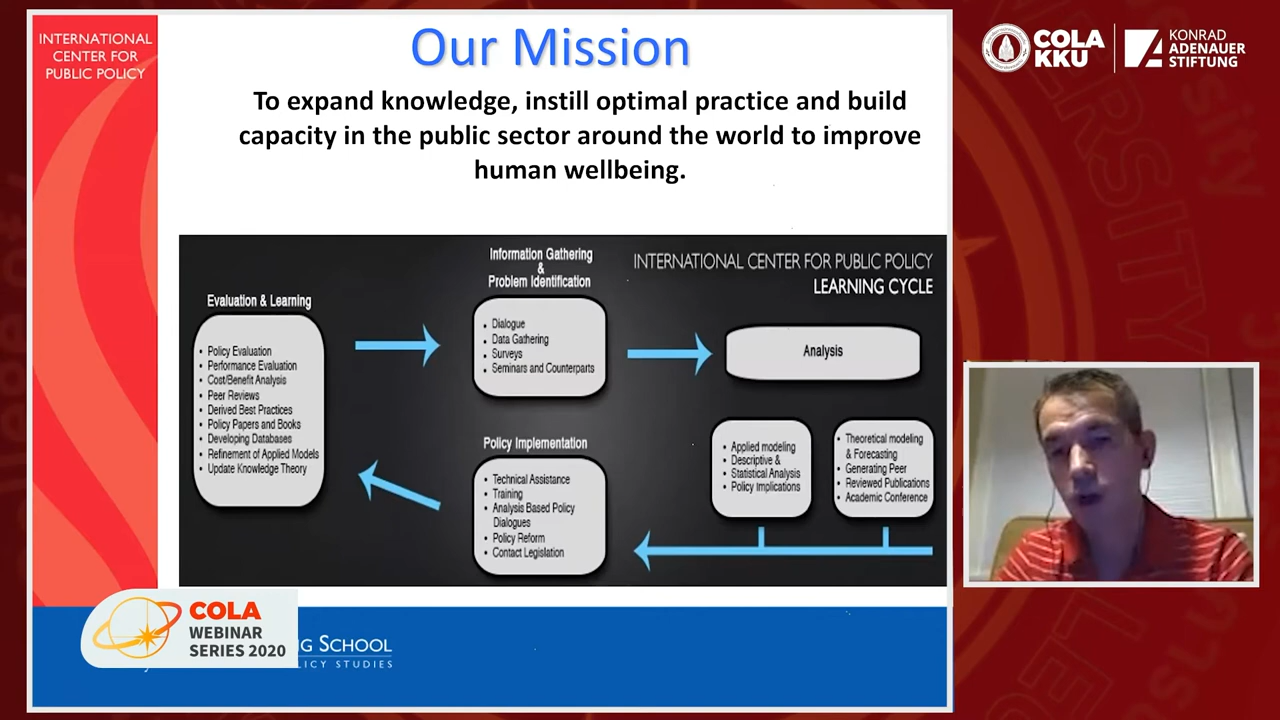 INTERNATIONAL
CENTER FOR
PUBLIC POLICY
Our Mission
To expand knowledge, instill optimal practice and build
capacity in the public sector around the world to improve
human wellbeing.
COLA
KKU
KONRAD
ADENAUER
STIFTUNG
INTERNATIONAL CENTER FOR PUBLIC POLICY
LEARNING CYCLE
Evaluation & Learning
• Policy Evaluation
• Performance Evaluation
• Cost/Benefit Analysis
• Peer Reviews
• Derived Best Practices
• Policy Papers and Books
• Developing Databases
• Refinement of Applied Models
• Update Knowledge Theory
Information Gathering
&
Problem Identification
• Dialogue
• Data Gathering
• Surveys
• Seminars and Counterparts
Analysis
• Applied modeling
• Descriptive &
• Statistical Analysis
• Policy Implications
• Theoretical modeling
& Forecasting
• Generating Peer
• Reviewed Publications
• Academic Conference
Policy Implementation
• Technical Assistance
• Training
• Analysis Based Policy
Dialogues
• Policy Reform
• Contact Legislation
COLA
WEBINAR
SERIES 2020
NG SCHOOL
LICY STUDIES